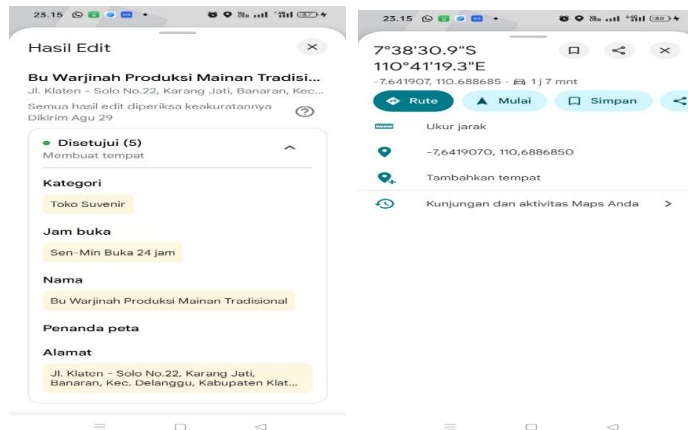 23.15
Hasil Edit
Bu Warjinah Produksi Mainan Tradisi...
Jl. Klaten - Solo No.22, Karang Jati, Banaran, Kec...
Semua hasil edit diperiksa keakuratannya
Dikirim Agu 29
Disetujui (5)
Membuat tempat
Kategori
Toko Suvenir
Jam buka
Sen-Min Buka 24 jam
Nama
Bu Warjinah Produksi Mainan Tradisional
Penanda peta
Alamat
Jl. Klaten - Solo No.22, Karang Jati,
Banaran, Kec. Delanggu, Kabupaten Klat...
23.15
7°38'30.9"S
110°41'19.3"E
-7.641907, 110.688685 · 1 j 7 mnt
Rute
Mulai
Simpan
Ukur jarak
-7,6419070, 110,6886850
Tambahkan tempat
Kunjungan dan aktivitas Maps Anda